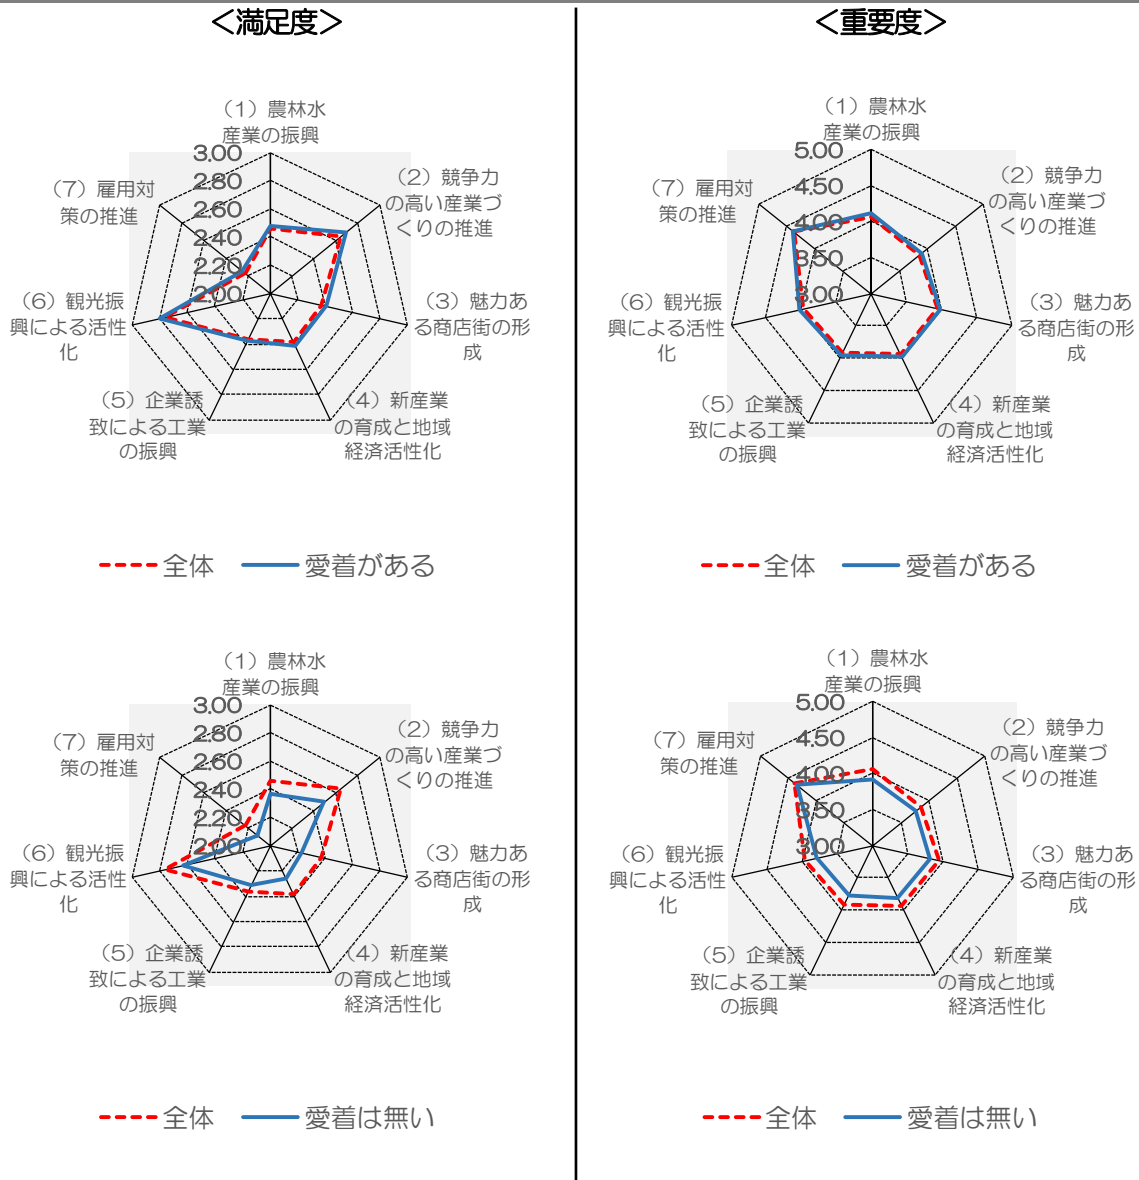 ＜満足度＞
（1）農林水
産業の振興
3.00
2.80
2.60
2.40
2.20
2.00
（2）競争力
の高い産業づ
くりの推進
（3）魅力あ
る商店街の形
成
（4）新産業
の育成と地域
経済活性化
（5）企業誘
致による工業
の振興
（6）観光振
興による活性
化
（7）雇用対
策の推進
全体
愛着がある
＜重要度＞
（1）農林水
産業の振興
5.00
4.50
4.00
3.50
3.00
（2）競争力
の高い産業づ
くりの推進
（3）魅力あ
る商店街の形
成
（4）新産業
の育成と地域
経済活性化
（5）企業誘
致による工業
の振興
（6）観光振
興による活性
化
（7）雇用対
策の推進
全体
愛着がある
（1）農林水
産業の振興
3.00
2.80
2.60
2.40
2.20
2.00
（2）競争力
の高い産業づ
くりの推進
（3）魅力あ
る商店街の形
成
（4）新産業
の育成と地域
経済活性化
（5）企業誘
致による工業
の振興
（6）観光振
興による活性
化
（7）雇用対
策の推進
全体
愛着は無い
（1）農林水
産業の振興
5.00
4.50
4.00
3.50
3.00
（2）競争力
の高い産業づ
くりの推進
（3）魅力あ
る商店街の形
成
（4）新産業
の育成と地域
経済活性化
（5）企業誘
致による工業
の振興
（6）観光振
興による活性
化
（7）雇用対
策の推進
全体
愛着は無い